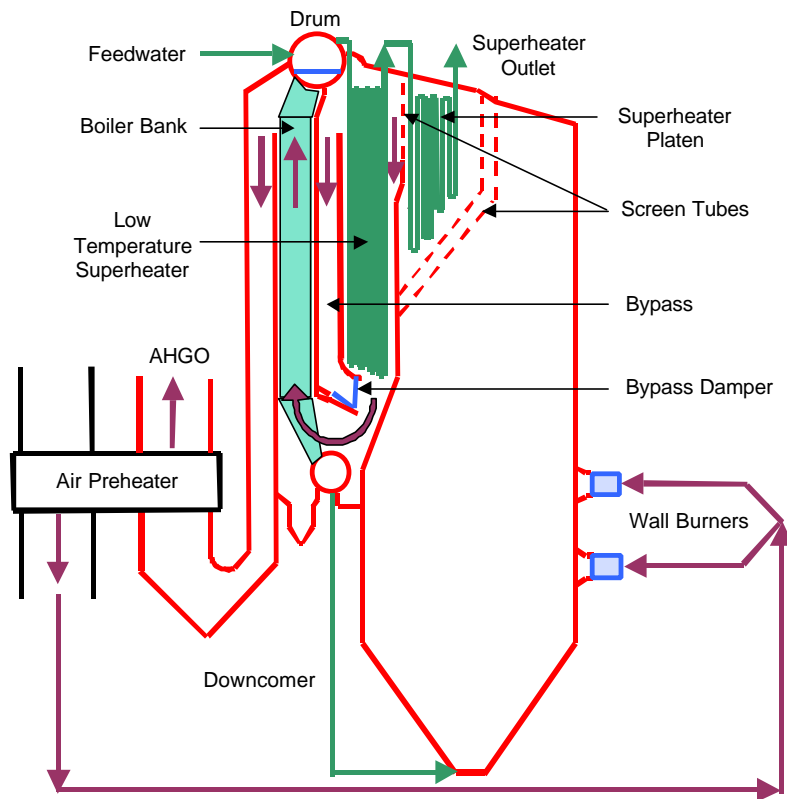 Drum
Feedwater
Superheater
Outlet
Boiler Bank
Superheater
Platen
Low
Temperature
Superheater
Screen Tubes
Bypass
AHGO
Bypass Damper
Air Preheater
Wall Burners
Downcomer